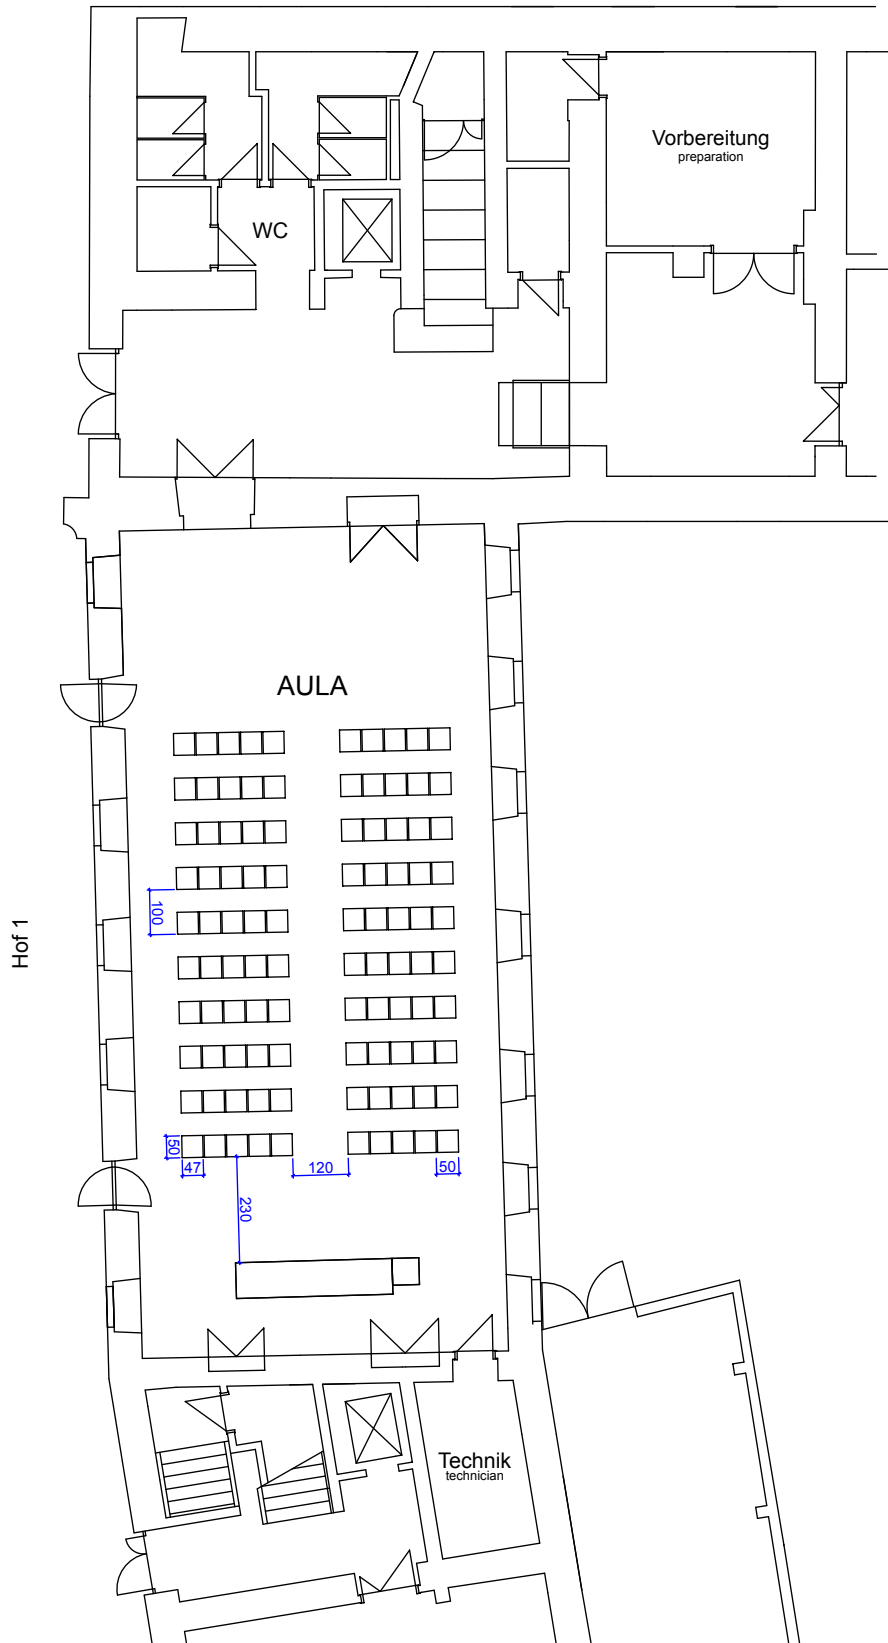 Vorbereitung
preparation
WC
AULA
Hof 1
100
50
47
120
50
230
Technik
technician